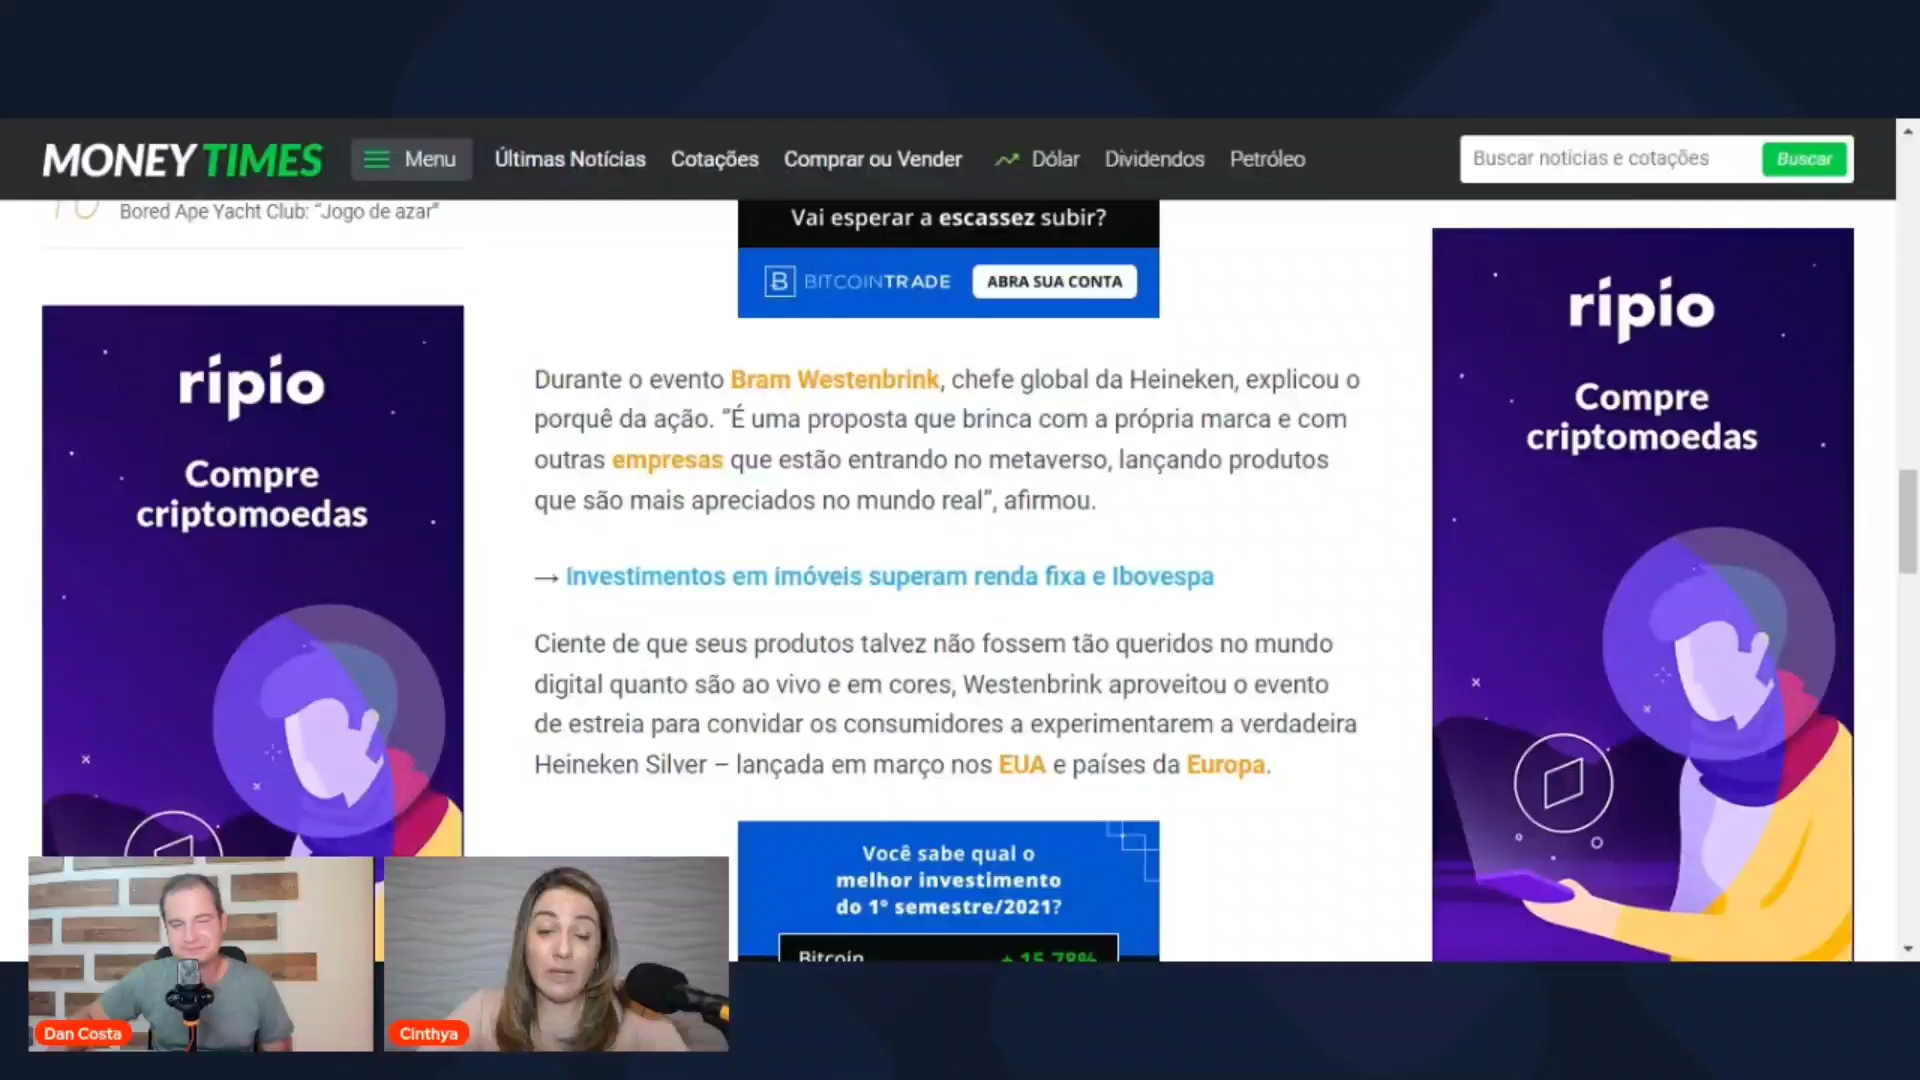 MONEY TIMES
Menu
Últimas Notícias
Cotações
Comprar ou Vender
Dólar
Dividendos
Petróleo
Buscar notícias e cotações
Buscar
10
Bored Ape Yacht Club: “Jogo de azar”
Vai esperar a escassez subir?
BITCOINTRADE
ABRA SUA CONTA
ripio
Compre
criptomoedas
Durante o evento Bram Westenbrink, chefe global da Heineken, explicou o
porquê da ação. “É uma proposta que brinca com a própria marca e com
outras empresas que estão entrando no metaverso, lançando produtos
que são mais apreciados no mundo real”, afirmou.
→ Investimentos em imóveis superam renda fixa e Ibovespa
Ciente de que seus produtos talvez não fossem tão queridos no mundo
digital quanto são ao vivo e em cores, Westenbrink aproveitou o evento
de estreia para convidar os consumidores a experimentarem a verdadeira
Heineken Silver – lançada em março nos EUA e países da Europa.
Você sabe qual o
melhor investimento
do 1º semestre/2021?
Bitcoin + 15,78%
ripio
Compre
criptomoedas
Dan Costa
Cinthya